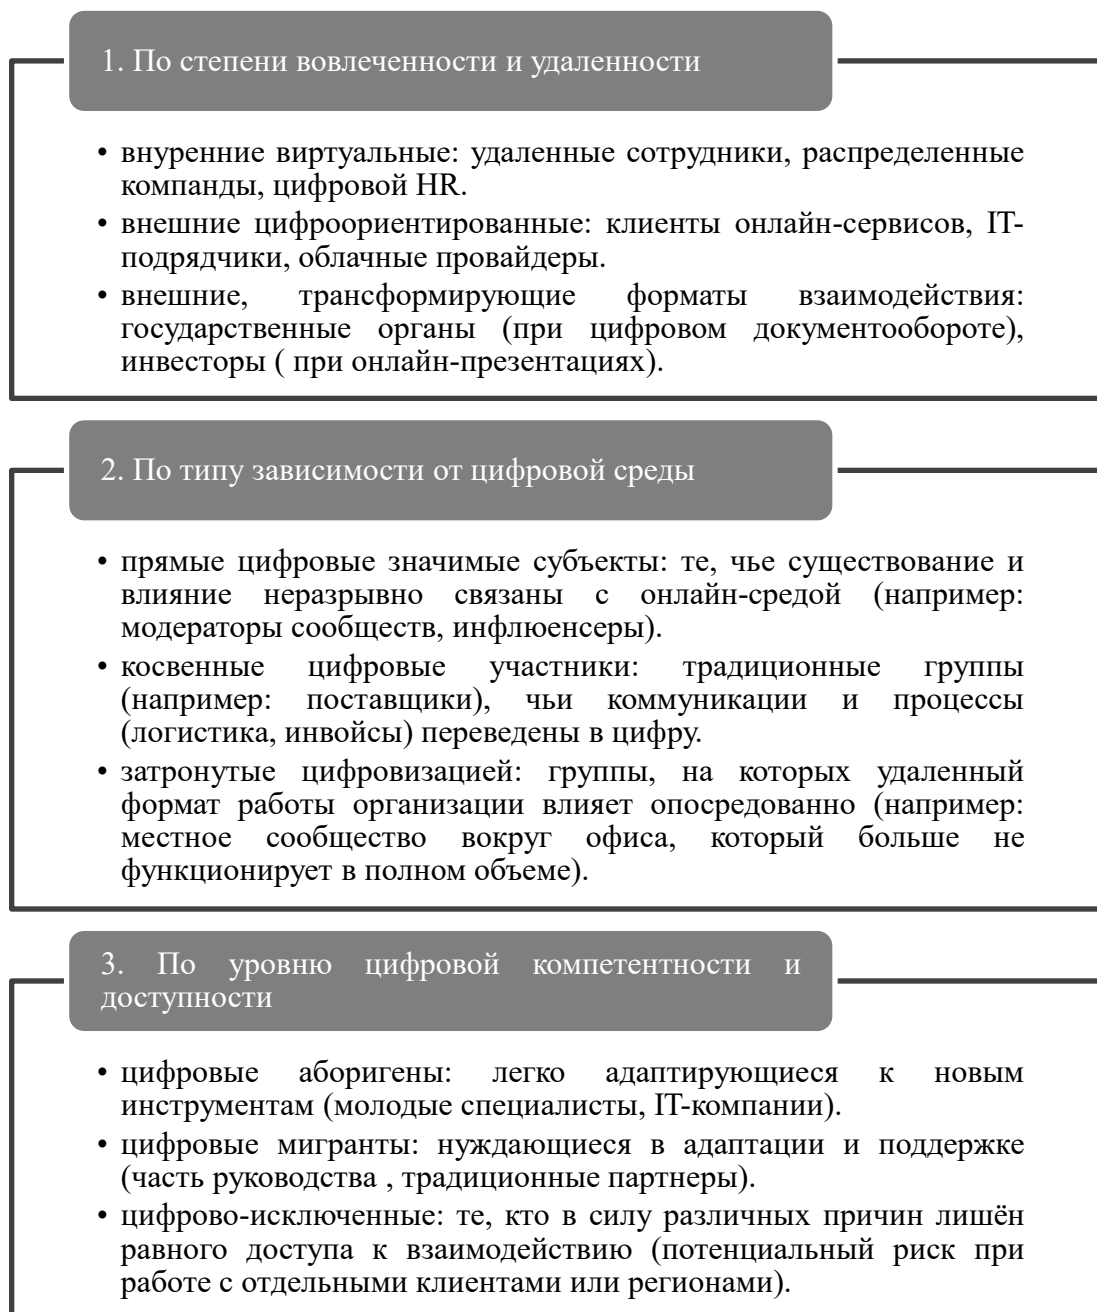 1. По степени вовлеченности и удаленности
• внуренние виртуальные: удаленные сотрудники, распределенные
компанды, цифровой HR.
• внешние цифроориентированные: клиенты онлайн-сервисов, IT-
подрядчики, облачные провайдеры.
• внешние, трансформирующие форматы взаимодействия:
государственные органы (при цифровом документообороте),
инвесторы ( при онлайн-презентациях).
2. По типу зависимости от цифровой среды
• прямые цифровые значимые субъекты: те, чье существование и
влияние неразрывно связаны с онлайн-средой (например:
модераторы сообществ, инфлюенсеры).
• косвенные цифровые участники: традиционные группы
(например: поставщики), чьи коммуникации и процессы
(логистика, инвойсы) переведены в цифру.
• затронутые цифровизацией: группы, на которых удаленный
формат работы организации влияет опосредованно (например:
местное сообщество вокруг офиса, который больше не
функционирует в полном объеме).
3. По уровню цифровой компетентности и
доступности
• цифровые аборигены: легко адаптирующиеся к новым
инструментам (молодые специалисты, IT-компании).
• цифровые мигранты: нуждающиеся в адаптации и поддержке
(часть руководства , традиционные партнеры).
• цифрово-исключенные: те, кто в силу различных причин лишён
равного доступа к взаимодействию (потенциальный риск при
работе с отдельными клиентами или регионами).